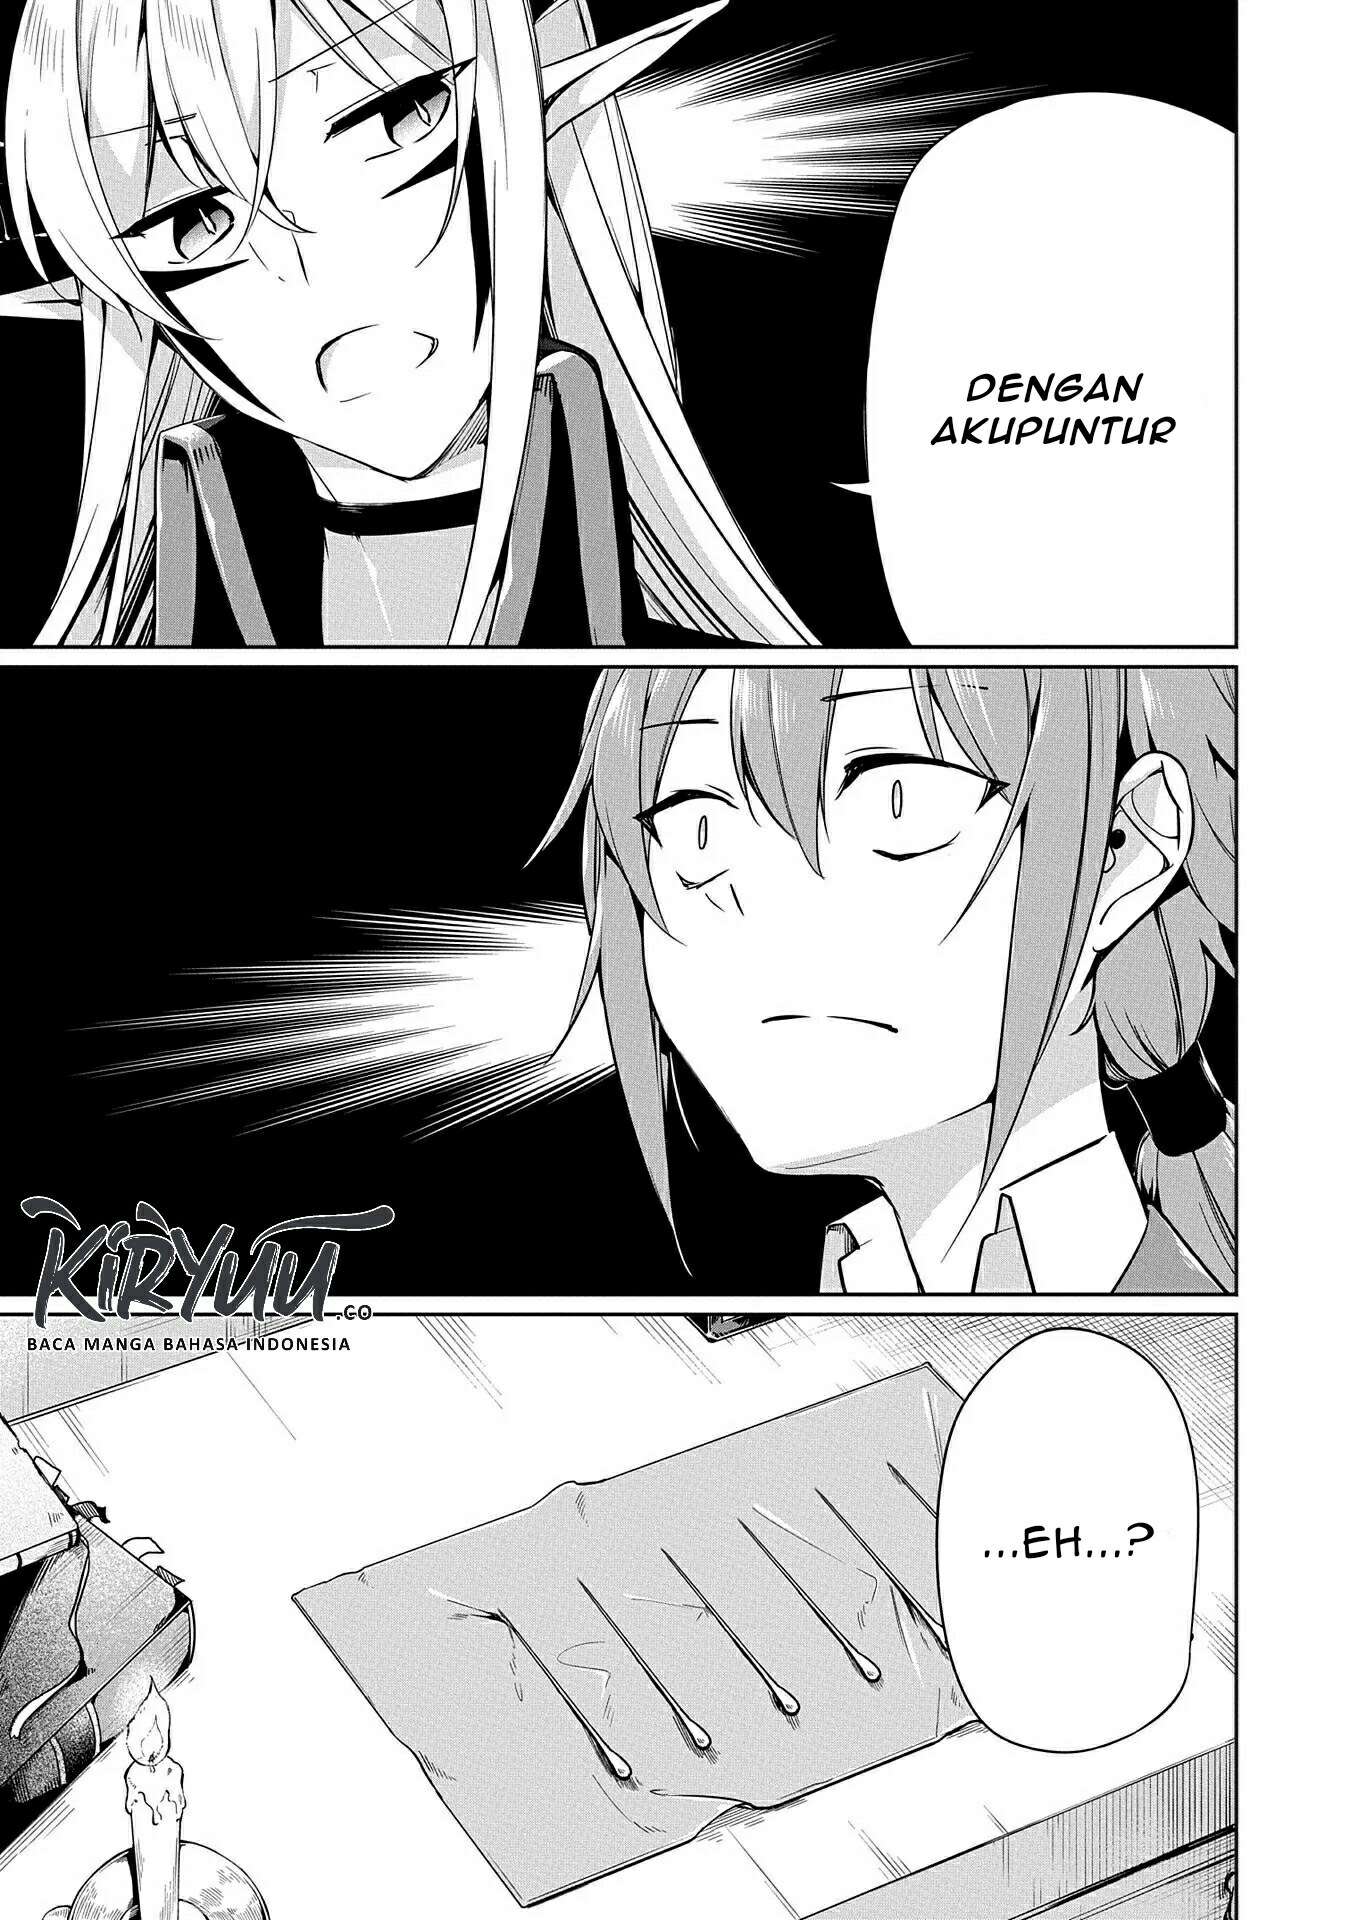 DENGAN
AKUPUNTUR
KIRYUU
.CO
BACA MANGA BAHASA INDONESIA
...EH...?